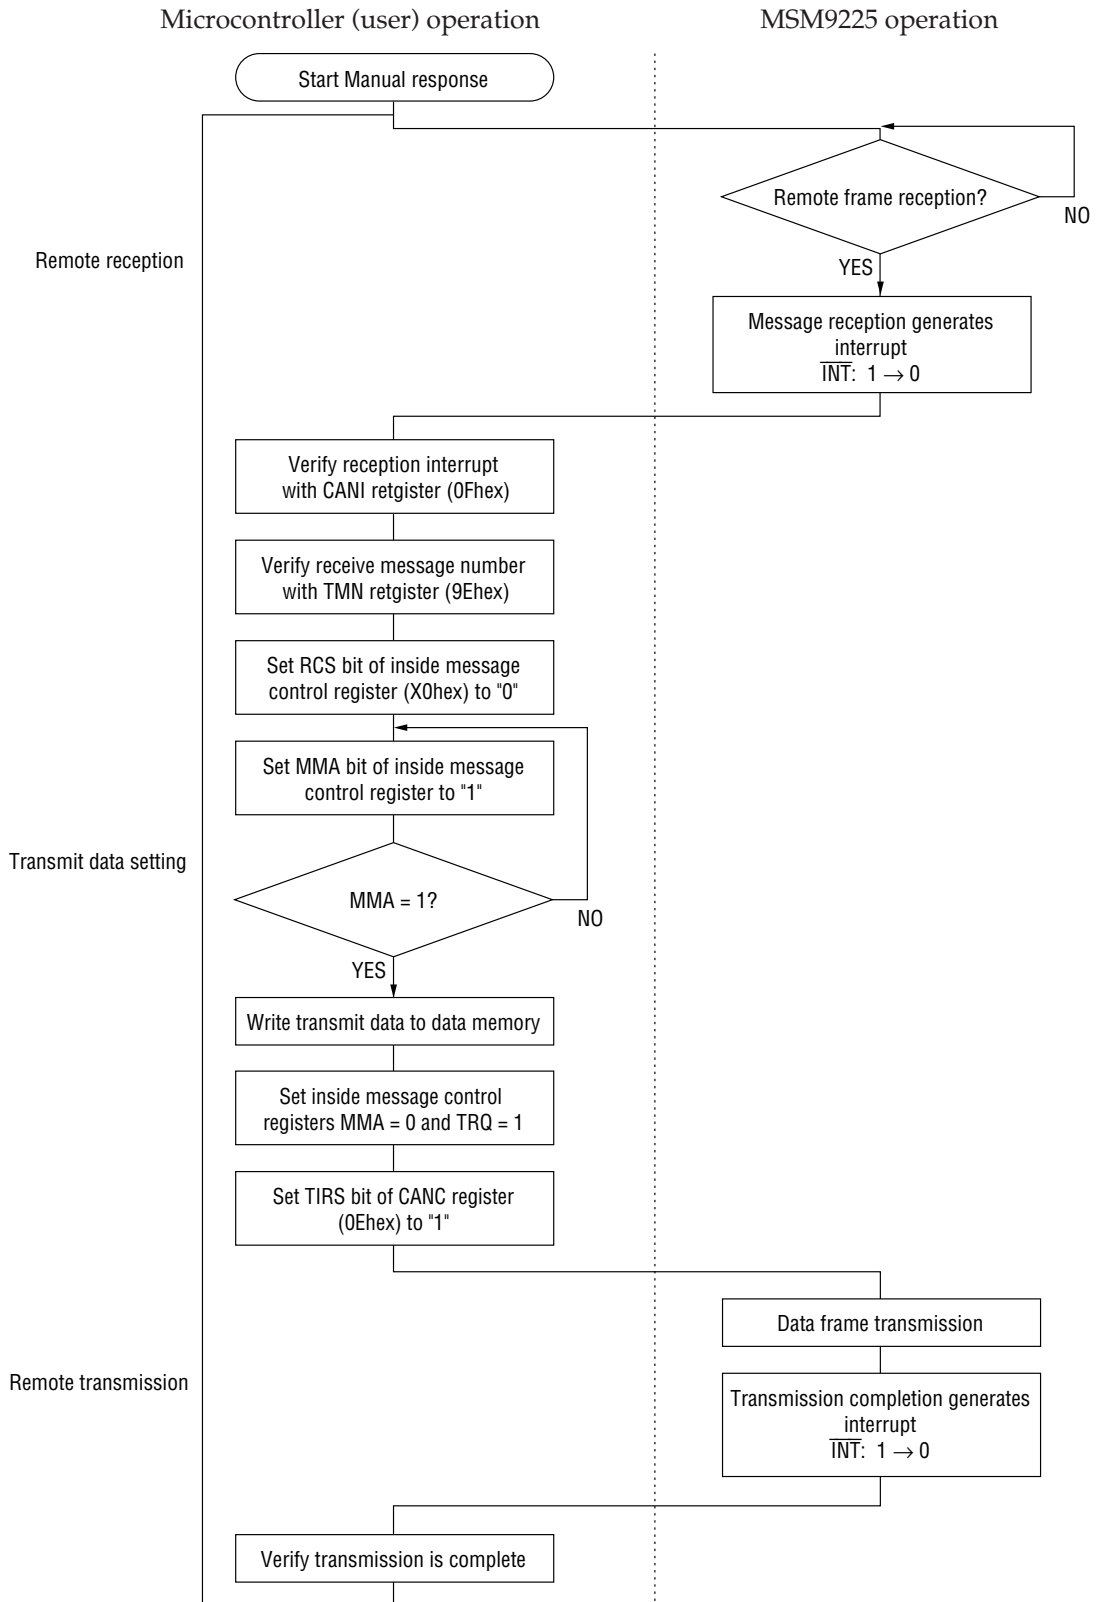 Microcontroller (user) operation
MSM9225 operation
Start Manual response
Remote frame reception?
NO
Remote reception
YES
Message reception generates
interrupt
INT: 1 → 0
Verify reception interrupt
with CANI retgister (0Fhex)
Verify receive message number
with TMN retgister (9Ehex)
Set RCS bit of inside message
control register (X0hex) to "0"
Set MMA bit of inside message
control register to "1"
Transmit data setting
MMA = 1?
NO
YES
Write transmit data to data memory
Set inside message control
registers MMA = 0 and TRQ = 1
Set TIRS bit of CANC register
(0Ehex) to "1"
Data frame transmission
Remote transmission
Transmission completion generates
interrupt
INT: 1 → 0
Verify transmission is complete